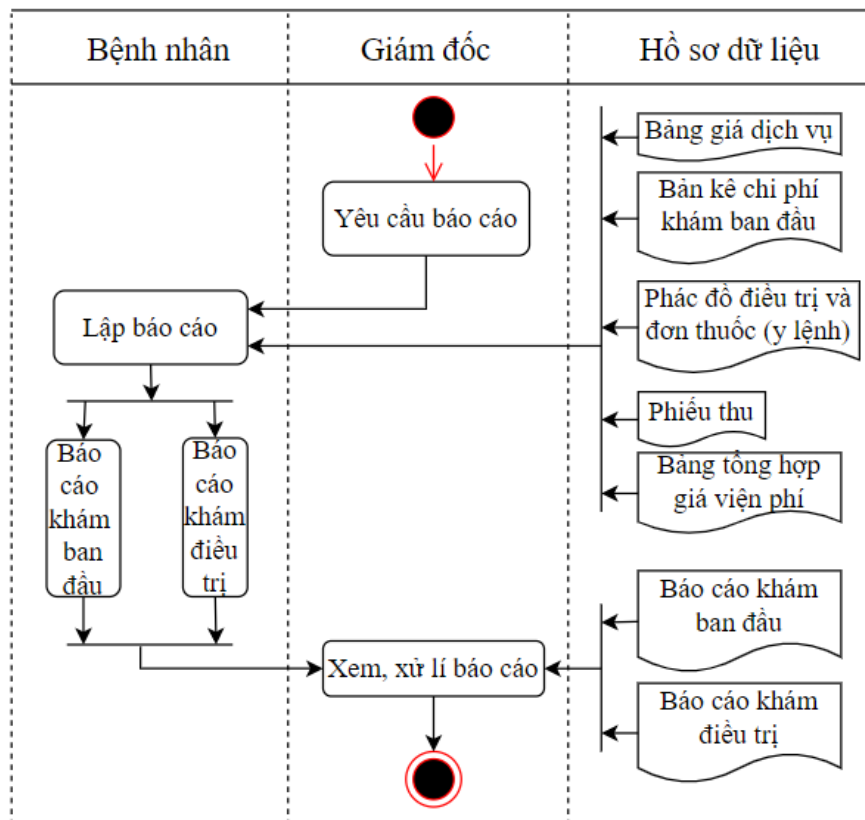 Bệnh nhân
Giám đốc
Hồ sơ dữ liệu
Bảng giá dịch vụ
Bản kê chi phí
khám ban đầu
Yêu cầu báo cáo
Phác đồ điều trị và
đơn thuốc (y lệnh)
Lập báo cáo
Phiếu thu
Báo
cáo
khám
ban
đầu
Báo
cáo
khám
điều
trị
Bảng tổng hợp
giá viện phí
Báo cáo khám
ban đầu
Xem, xử lí báo cáo
Báo cáo khám
điều trị